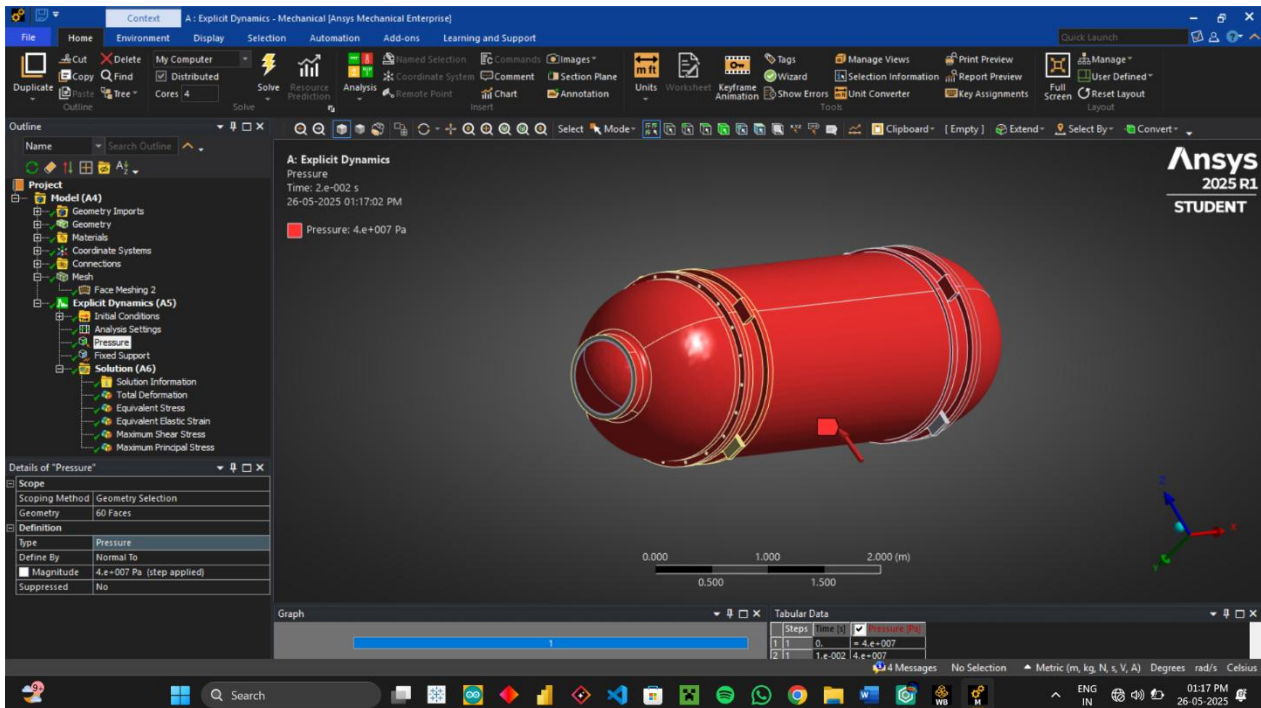 Context
A : Explicit Dynamics - Mechanical [Ansys Mechanical Enterprise]
File Home Environment Display Selection Automation Add-ons Learning and Support
Quick Launch
Duplicate
Cut
Copy
Paste
Delete
Find
Tree
Outline
My Computer
Distributed
Cores 4
Solve
Solve
Resource Prediction
Analysis
Named Selection
Coordinate System
Remote Point
Commands
Comment
Chart
Images
Section Plane
Annotation
Insert
m ft
Units
Worksheet
Keyframe Animation
Tags
Wizard
Show Errors
Manage Views
Selection Information
Unit Converter
Print Preview
Report Preview
Key Assignments
Tools
Full Screen
Manage
User Defined
Reset Layout
Layout
Outline
Name Search Outline
Select Mode Clipboard [ Empty ] Extend Select By Convert
Project
Model (A4)
Geometry Imports
Geometry
Materials
Coordinate Systems
Connections
Mesh
Face Meshing 2
Explicit Dynamics (A5)
Initial Conditions
Analysis Settings
Pressure
Fixed Support
Solution (A6)
Solution Information
Total Deformation
Equivalent Stress
Equivalent Elastic Strain
Maximum Shear Stress
Maximum Principal Stress
Details of "Pressure"
Scope
Scoping Method Geometry Selection
Geometry 60 Faces
Definition
Type Pressure
Define By Normal To
Magnitude 4.e+007 Pa (step applied)
Suppressed No
A: Explicit Dynamics
Pressure
Time: 2.e-002 s
26-05-2025 01:17:02 PM
Pressure: 4.e+007 Pa
Ansys
2025 R1
STUDENT
Z
X
Y
0.000 1.000 2.000 (m)
0.500 1.500
Graph
1
Tabular Data
Steps Time [s] Pressure [Pa]
1 1 0. = 4.e+007
2 1 1.e-002 4.e+007
4 Messages No Selection Metric (m, kg, N, s, V, A) Degrees rad/s Celsius
Search
WB
M
ENG
IN
01:17 PM
26-05-2025